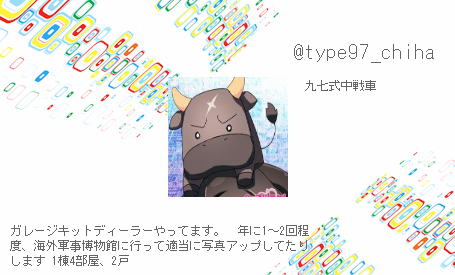 @type97_chiha
九七式中戦車
ガレージキットディーラーやってます。　年に1～2回程
度、海外軍事博物館に行って適当に写真アップしてたり
します 1棟4部屋、2戸